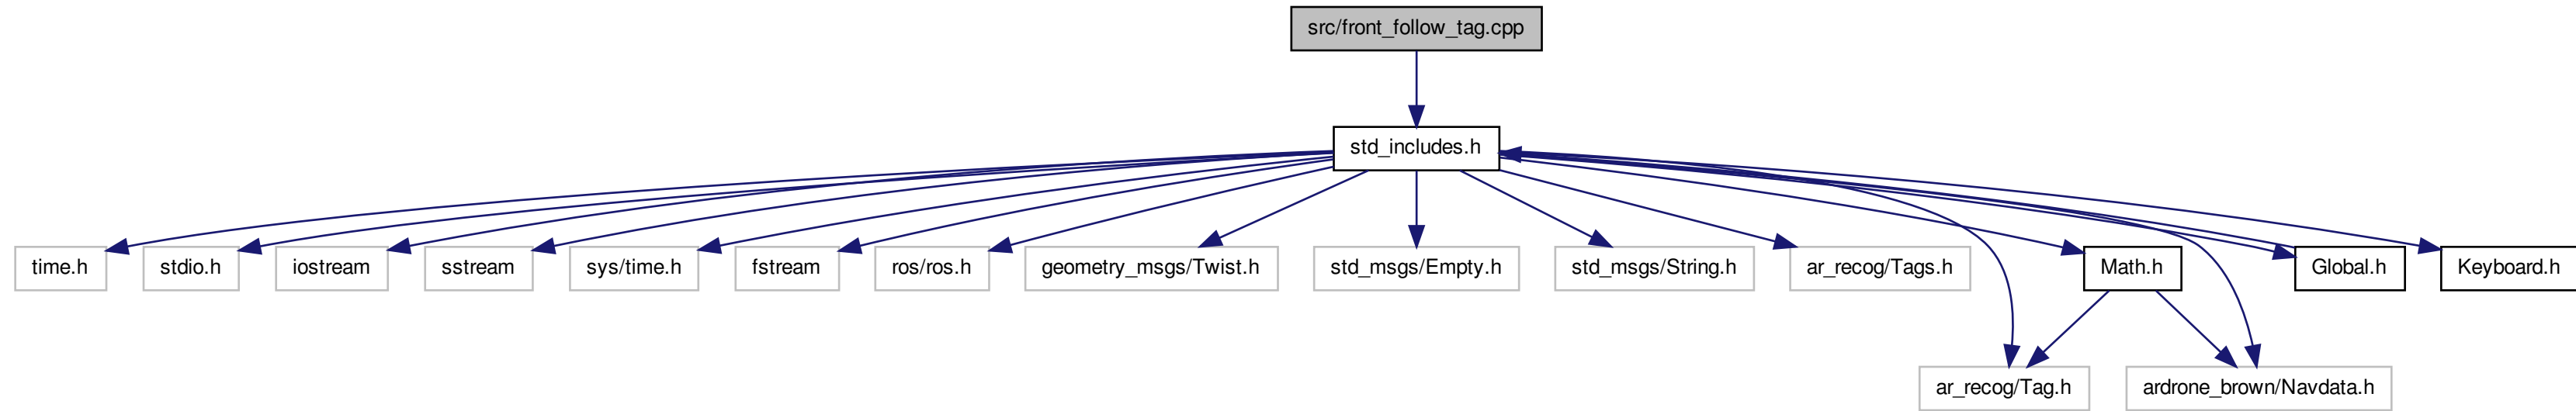 src/front_follow_tag.cpp
std_includes.h
time.h
stdio.h
iostream
sstream
sys/time.h
fstream
ros/ros.h
geometry_msgs/Twist.h
std_msgs/Empty.h
std_msgs/String.h
ar_recog/Tags.h
Math.h
Global.h
Keyboard.h
ar_recog/Tag.h
ardrone_brown/Navdata.h